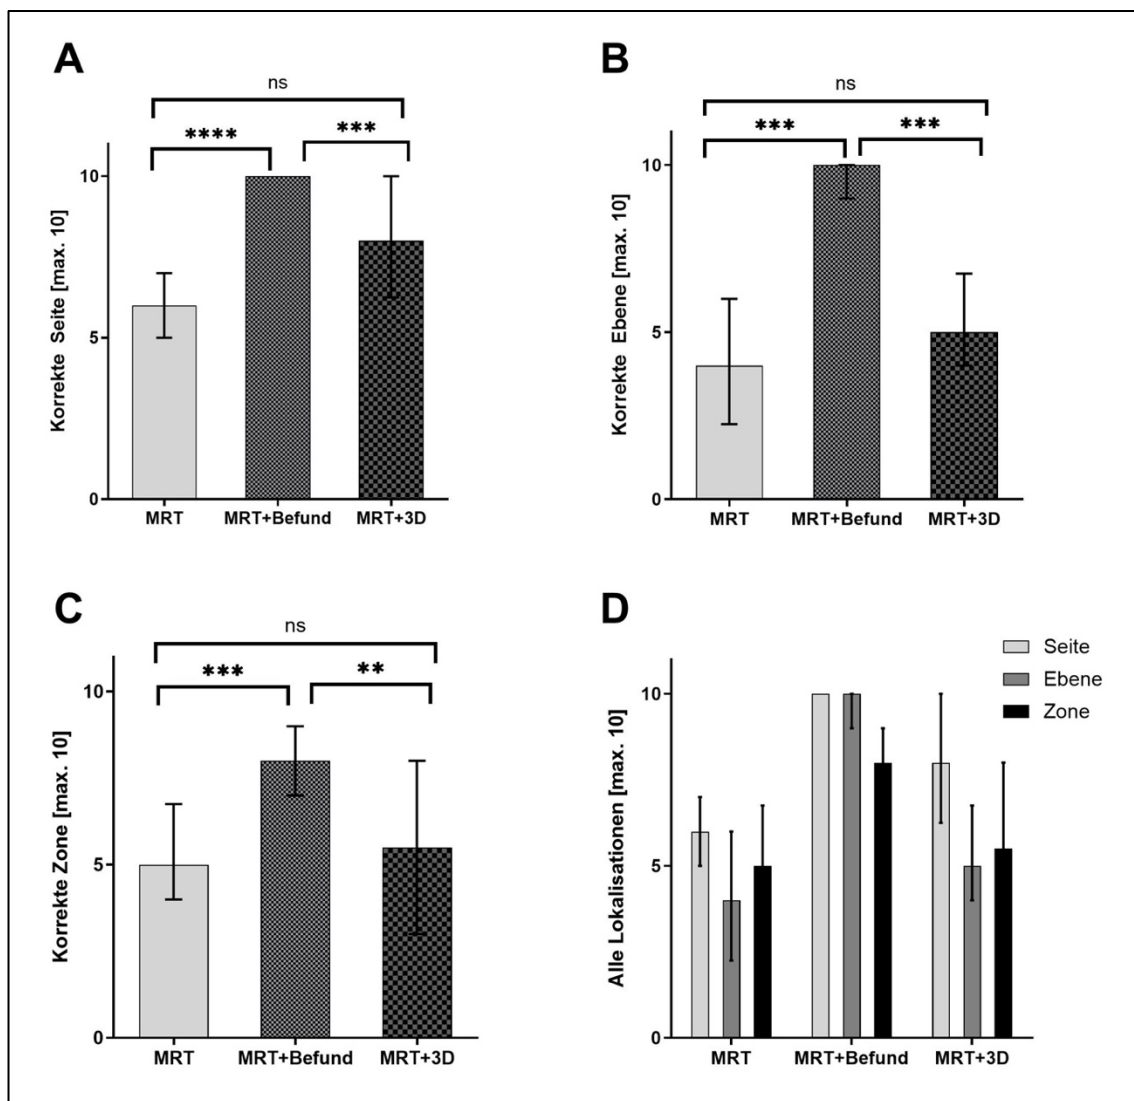 A
ns
****
***
Korrekte Seite [max. 10]
10
5
0
MRT
MRT+Befund
MRT+3D
B
ns
***
***
Korrekte Ebene [max. 10]
10
5
0
MRT
MRT+Befund
MRT+3D
C
ns
***
**
Korrekte Zone [max. 10]
10
5
0
MRT
MRT+Befund
MRT+3D
D
Seite
Ebene
Zone
Alle Lokalisationen [max. 10]
10
5
0
MRT
MRT+Befund
MRT+3D